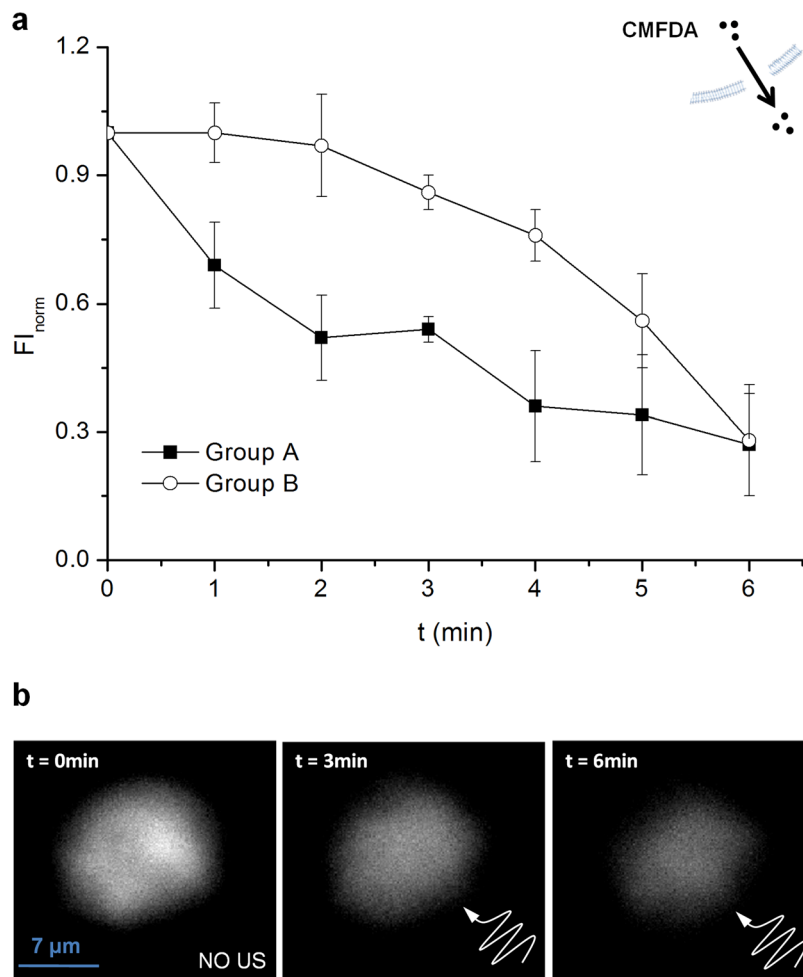 a
CMFDA
1.2
0.9
0.6
0.3
0.0
FI_norm
Group A
Group B
0 1 2 3 4 5 6
t (min)
b
t = 0min
t = 3min
t = 6min
7 µm
NO US